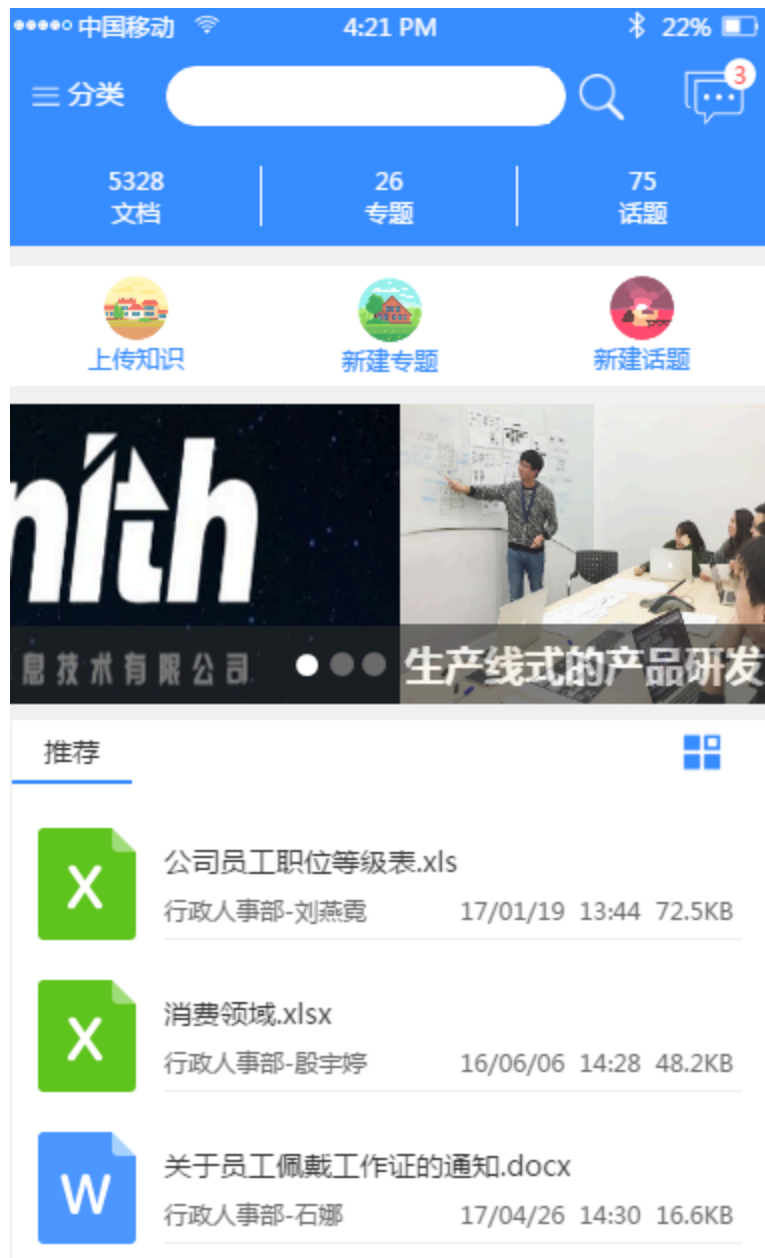 中国移动 4:21 PM 22%
分类 3
5328 26 75
文档 专题 话题
上传知识 新建专题 新建话题
nith
息技术有限公司 生产线式的产品研发
推荐
X 公司员工职位等级表.xls
行政人事部-刘燕霓 17/01/19 13:44 72.5KB
X 消费领域.xlsx
行政人事部-殷宇婷 16/06/06 14:28 48.2KB
W 关于员工佩戴工作证的通知.docx
行政人事部-石娜 17/04/26 14:30 16.6KB